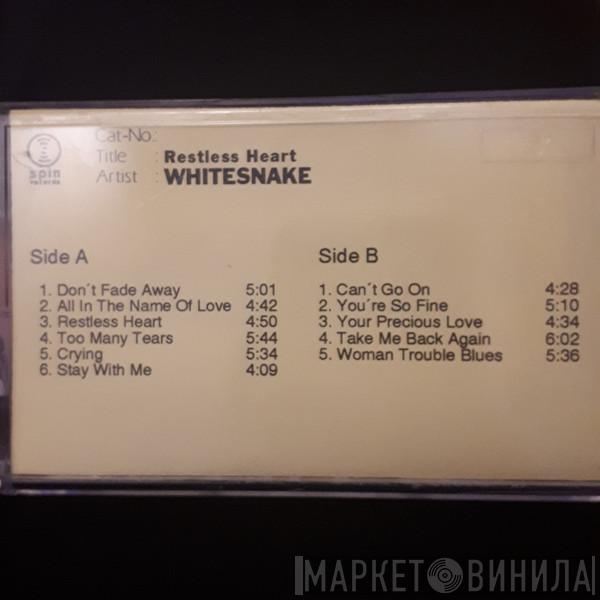 Cat-No.:
spin
records
Title : Restless Heart
Artist : WHITESNAKE
Side A
1. Don´t Fade Away 5:01
2. All In The Name Of Love 4:42
3. Restless Heart 4:50
4. Too Many Tears 5:44
5. Crying 5:34
6. Stay With Me 4:09
Side B
1. Can´t Go On 4:28
2. You´re So Fine 5:10
3. Your Precious Love 4:34
4. Take Me Back Again 6:02
5. Woman Trouble Blues 5:36
МАРКЕТ ВИНИЛА